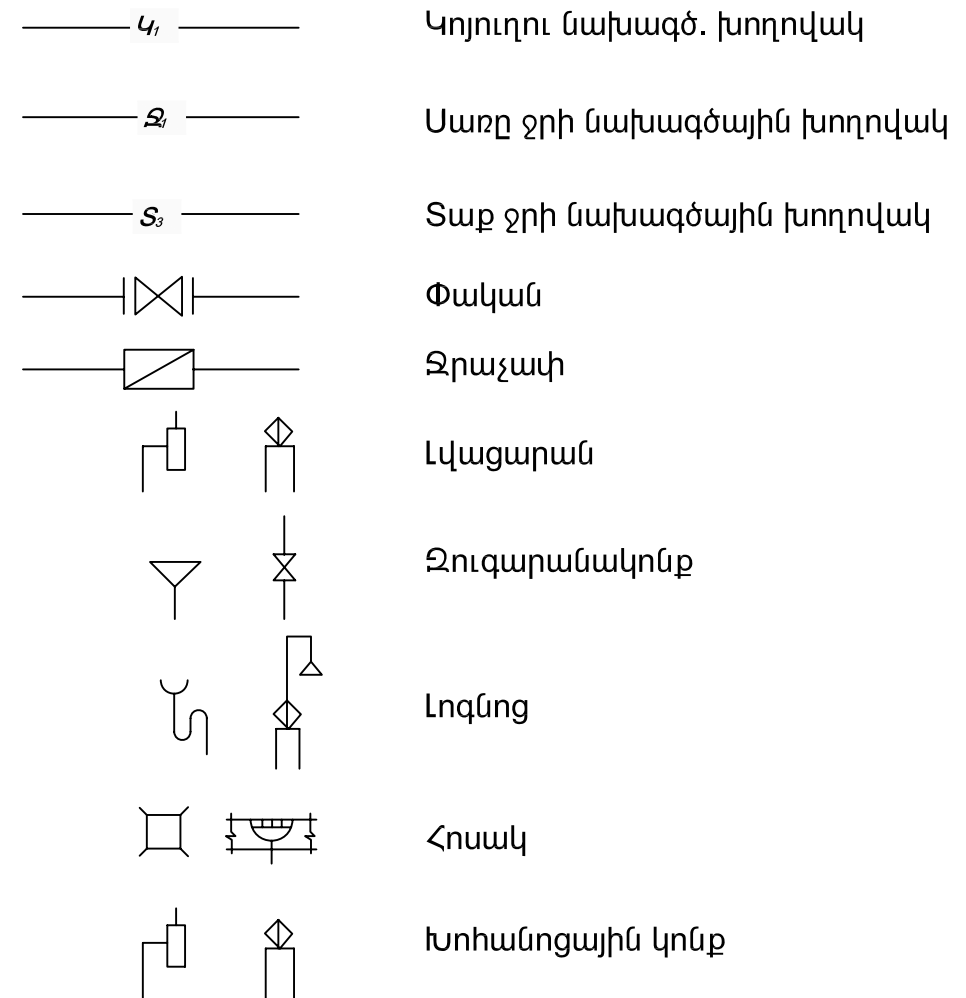 Կ1 Կոյուղու նախագծ. խողովակ
Ջ1 Սառը ջրի նախագծային խողովակ
Տ3 Տաք ջրի նախագծային խողովակ
Փական
Ջրաչափ
Լվացարան
Զուգարանակոնք
Լոգնոց
Հոսակ
Խոհանոցային կոնք